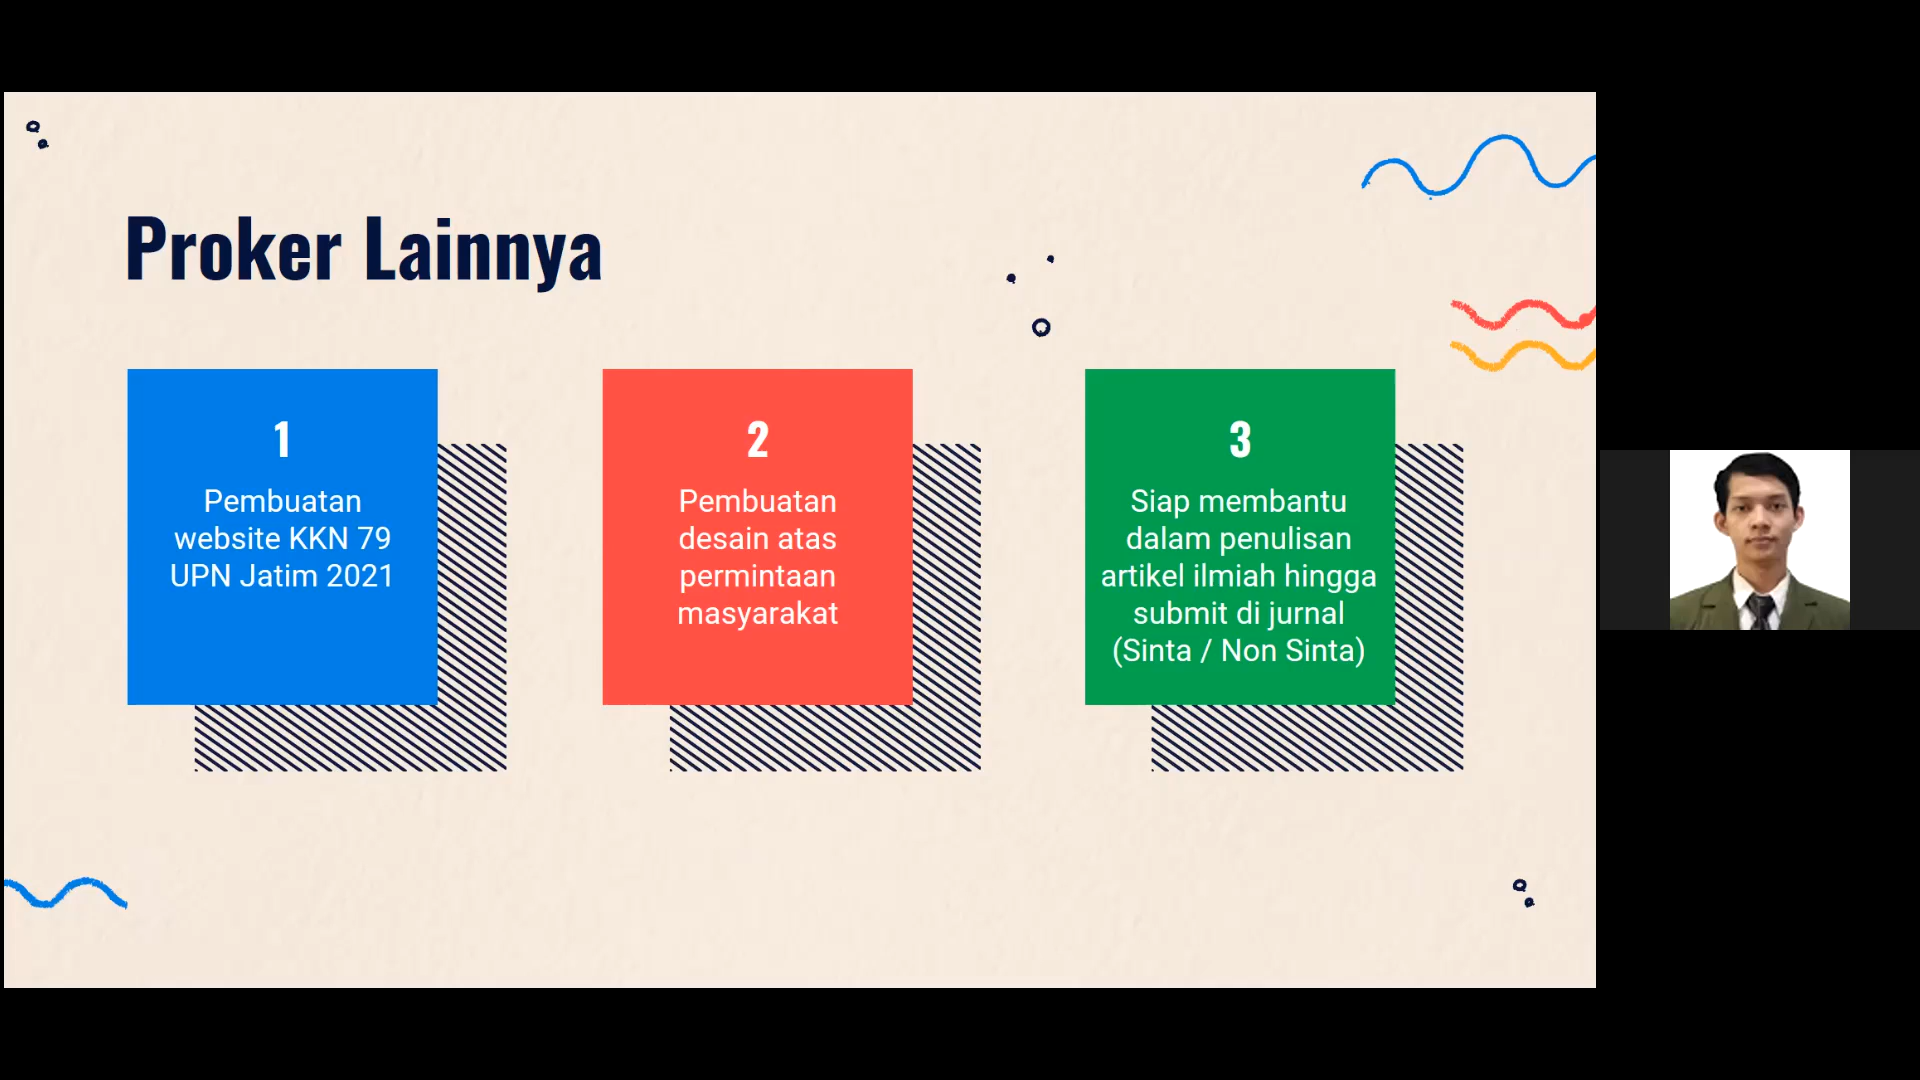 Proker Lainnya
1
Pembuatan
website KKN 79
UPN Jatim 2021
2
Pembuatan
desain atas
permintaan
masyarakat
3
Siap membantu
dalam penulisan
artikel ilmiah hingga
submit di jurnal
(Sinta / Non Sinta)